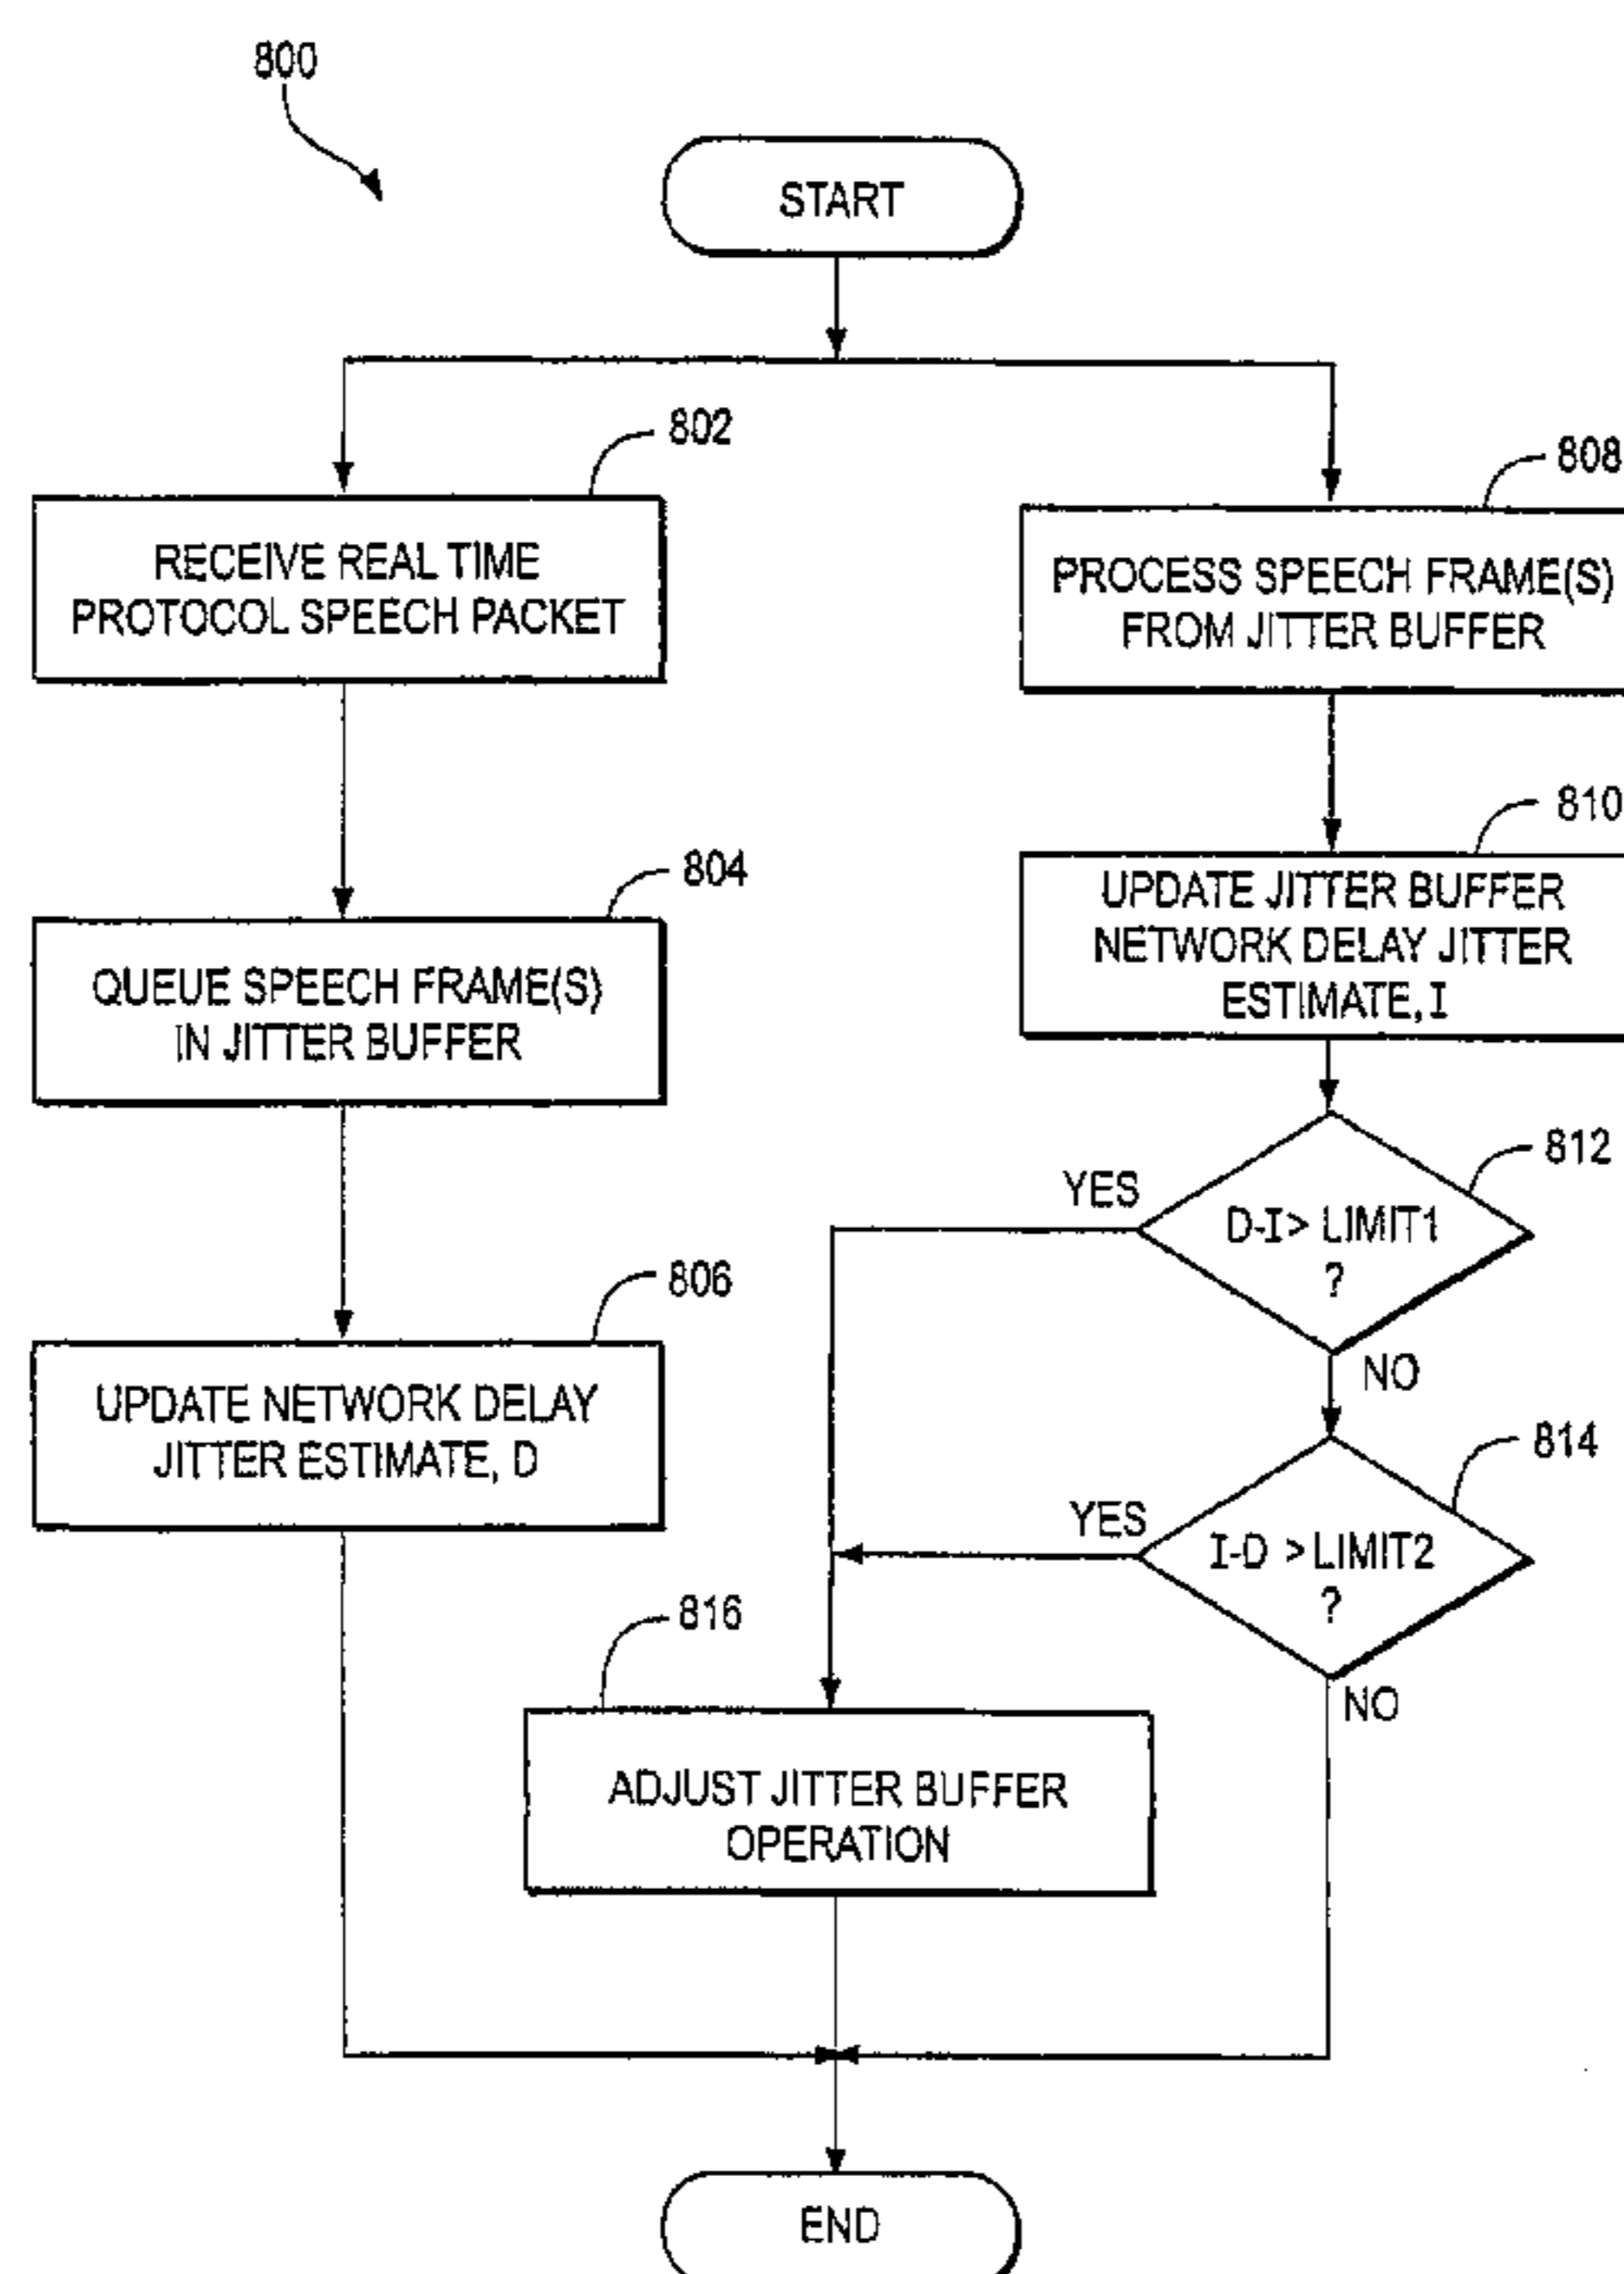 800
START
802
RECEIVE REAL TIME
PROTOCOL SPEECH PACKET
804
QUEUE SPEECH FRAME(S)
IN JITTER BUFFER
806
UPDATE NETWORK DELAY
JITTER ESTIMATE, D
808
PROCESS SPEECH FRAME(S)
FROM JITTER BUFFER
810
UPDATE JITTER BUFFER
NETWORK DELAY JITTER
ESTIMATE, I
812
YES
D-I> LIMIT1
?
NO
814
YES
I-D >LIMIT2
?
NO
816
ADJUST JITTER BUFFER
OPERATION
END